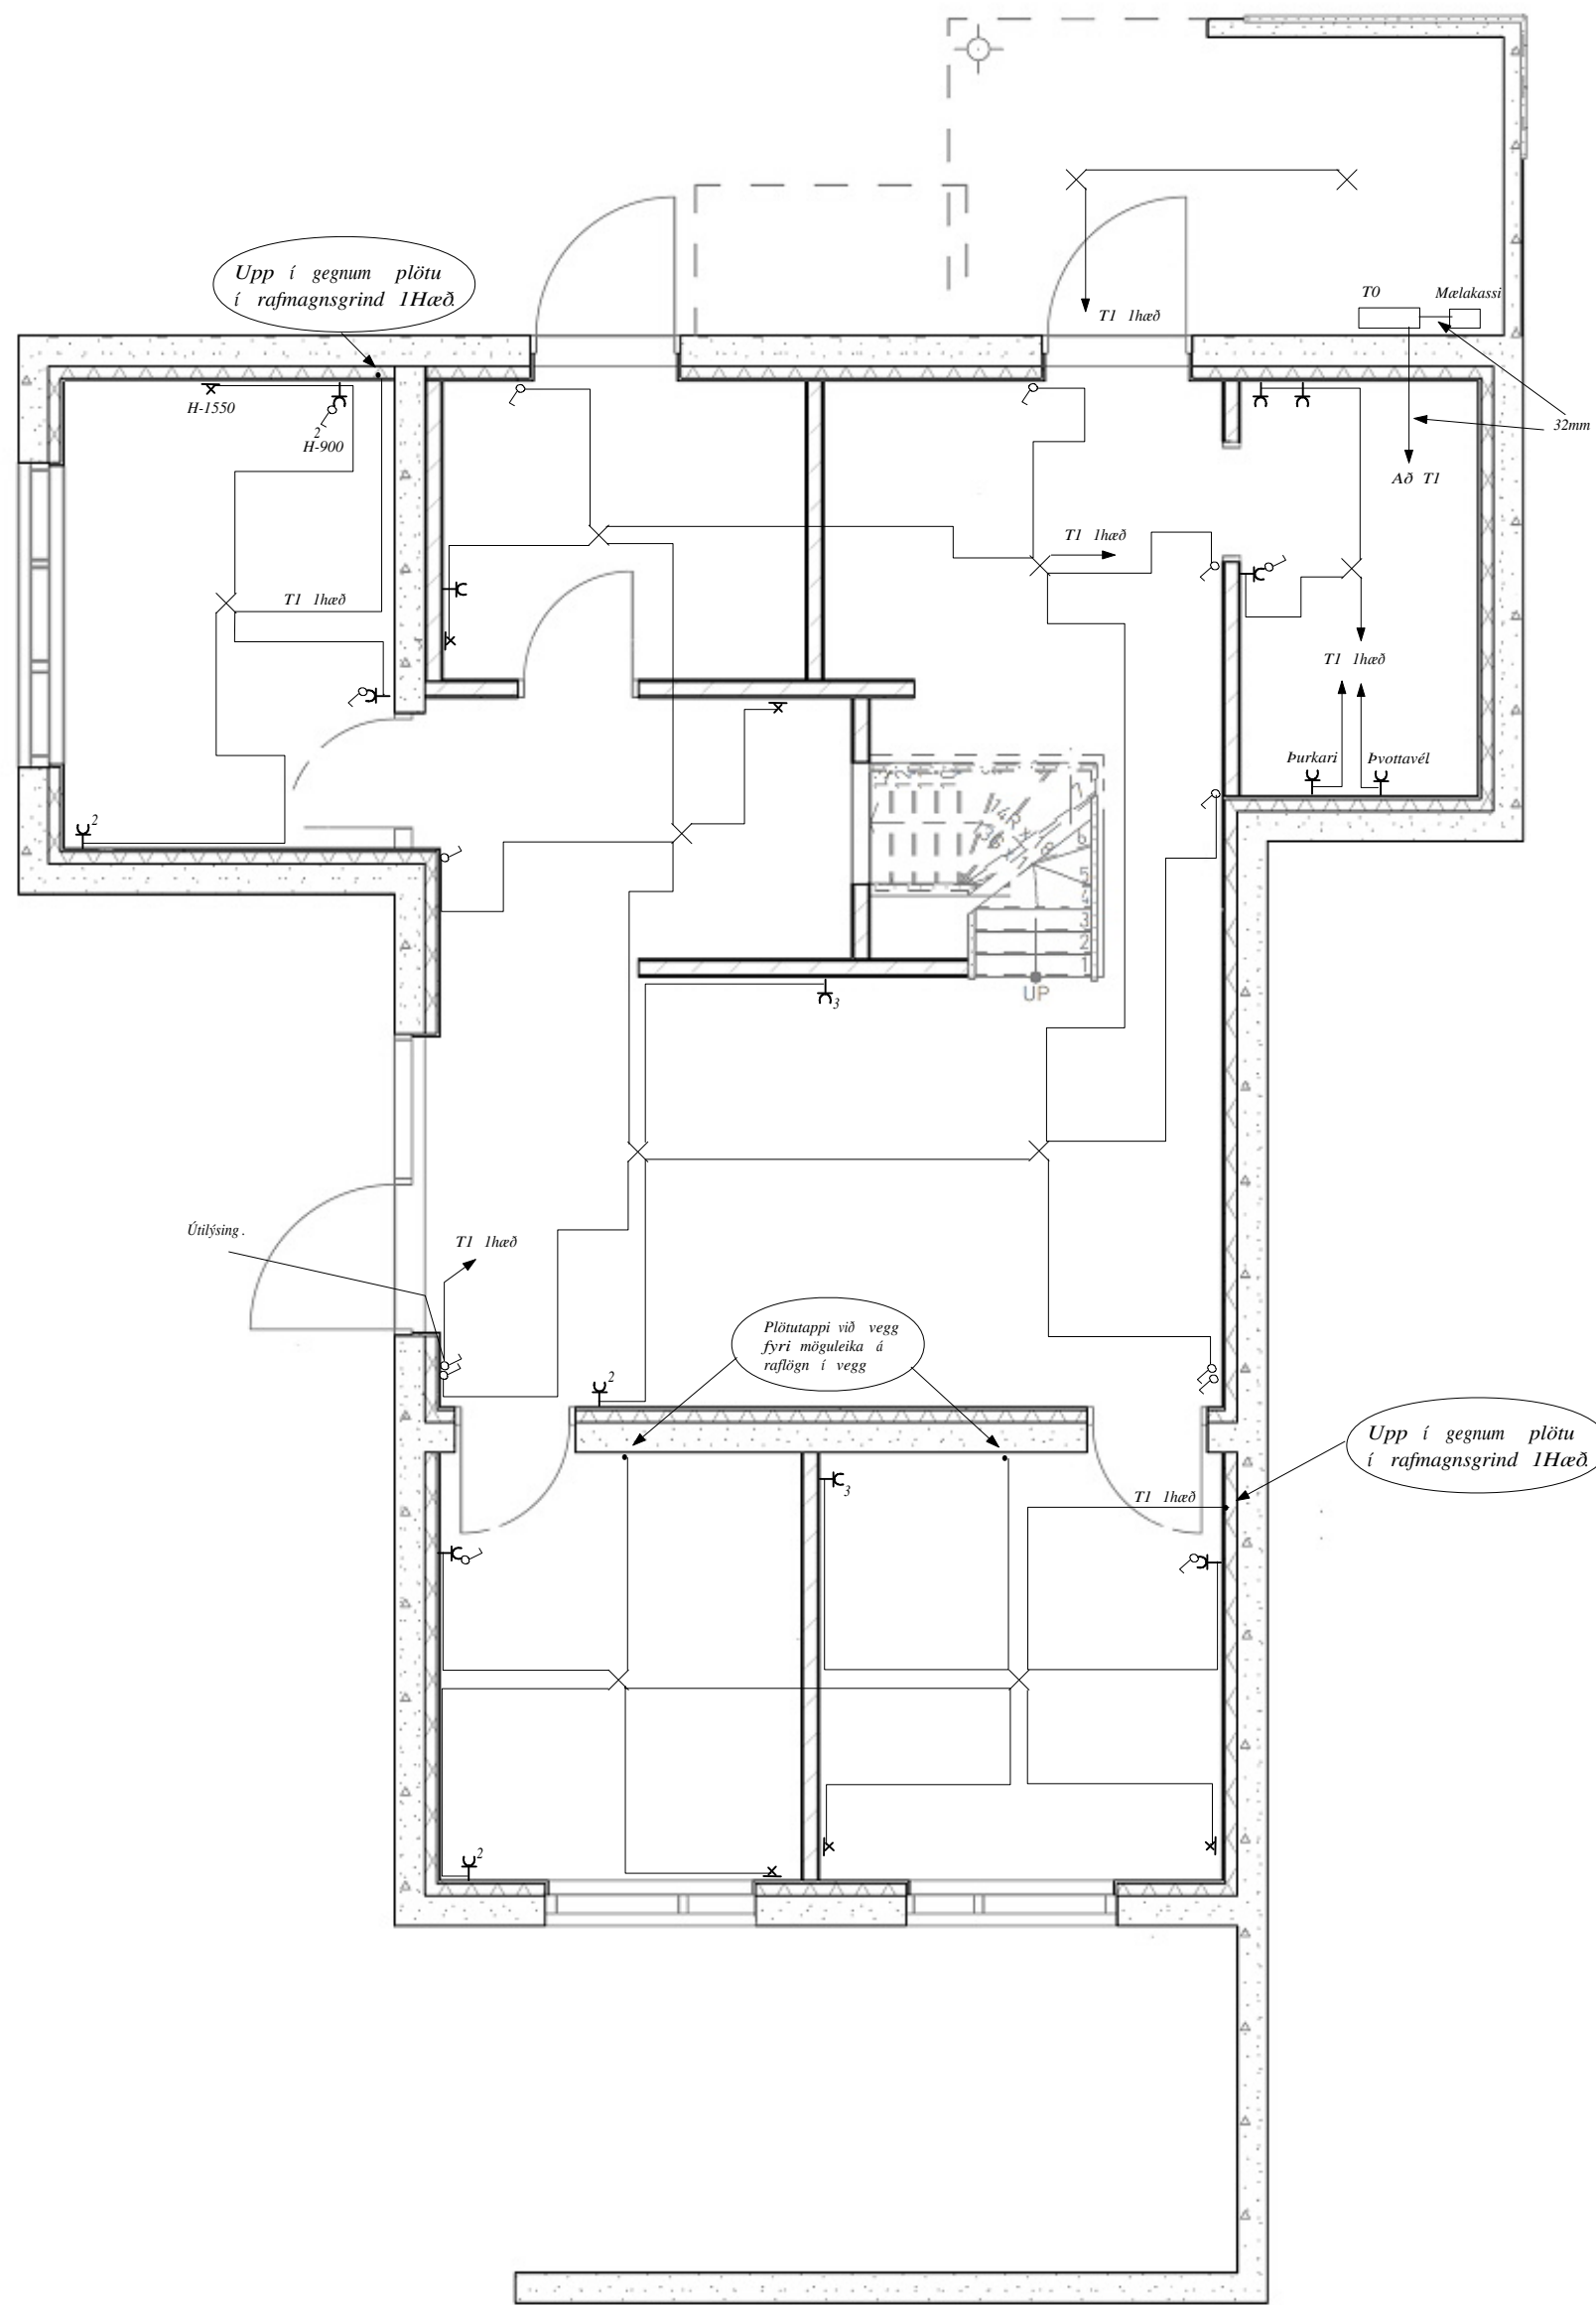 Upp í gegnum plötu
í rafmagnsgrind 1Hæð.
T1 1hæð
T0
Mælakassi
32mm
Að T1
H-1550
2
H-900
T1 1hæð
T1 1hæð
T1 1hæð
Þurkari
Þvottavél
2
7
6
5
4
3
2
1
UP
3
Útilýsing.
T1 1hæð
Plötutappi við vegg
fyri möguleika á
raflögn í vegg
2
Upp í gegnum plötu
í rafmagnsgrind 1Hæð.
3
T1 1hæð
2